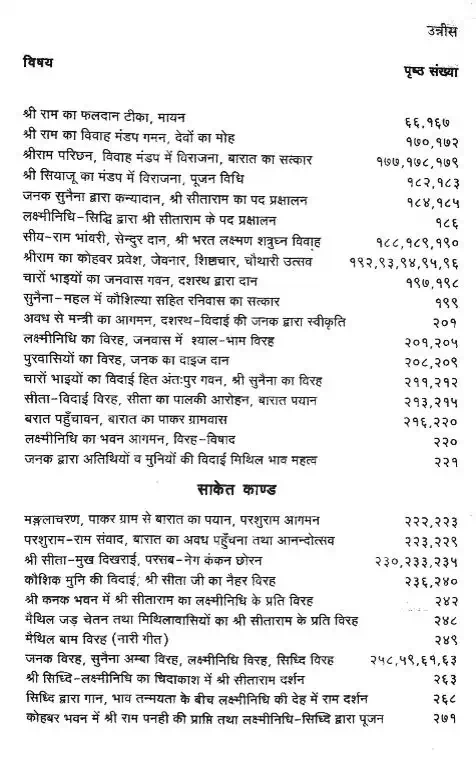 उन्नीस
विषय पृष्ठ संख्या
श्री राम का फलदान टीका, मायन ६६,१६७
श्री राम का विवाह मंडप गमन, देवों का मोह १७०,१७२
श्रीराम परिछन, विवाह मंडप में विराजना, बारात का सत्कार १७७,१७८,१७९
श्री सियाजू का मंडप में विराजना, पूजन विधि १८२,१८३
जनक सुनैना द्वारा कन्यादान, श्री सीताराम का पद प्रक्षालन १८४,१८५
लक्ष्मीनिधि-सिद्धि द्वारा श्री सीताराम के पद प्रक्षालन १८६
सीय-राम भांवरी, सेन्दुर दान, श्री भरत लक्ष्मण शत्रुघ्न विवाह १८८,१८९,१९०
श्रीराम का कोहवर प्रवेश, जेवनार, शिष्टाचार, चौथारी उत्सव १९२,९३,९४,९५,९६
चारों भाइयों का जनवास गवन, दशरथ द्वारा दान १९७,१९८
सुनैना-महल में कौशिल्या सहित रनिवास का सत्कार १९९
अवध से मन्त्री का आगमन, दशरथ-विदाई की जनक द्वारा स्वीकृति २०१
लक्ष्मीनिधि का विरह, जनवास में श्याल-भाम विरह २०१,२०५
पुरवासियों का विरह, जनक का दाइज दान २०८,२०९
चारों भाइयों का विदाई हित अंतःपुर गवन, श्री सुनैना का विरह २११,२१२
सीता-विदाई विरह, सीता का पालकी आरोहन, बारात पयान २१३,२१५
बरात पहुँचावन, बारात का पाकर ग्रामवास २१६,२२०
लक्ष्मीनिधि का भवन आगमन, विरह-विषाद २२०
जनक द्वारा अतिथियों व मुनियों की विदाई मिथिल भाव महत्व २२१
साकेत काण्ड
मङ्गलाचरण, पाकर ग्राम से बारात का पयान, परशुराम आगमन २२२,२२३
परशुराम-राम संवाद, बारात का अवध पहुँचना तथा आनन्दोत्सव २२३,२२९
श्री सीता-मुख दिखराई, परसब-नेग कंकन छोरन २३०,२३३,२३५
कौशिक मुनि की विदाई, श्री सीता जी का नैहर विरह २३६,२४०
श्री कनक भवन में श्री सीताराम का लक्ष्मीनिधि के प्रति विरह २४२
मैथिल जड़ चेतन तथा मिथिलावासियों का श्री सीताराम के प्रति विरह २४८
मैथिल बाम विरह (नारी गीत) २४९
जनक विरह, सुनैना अम्बा विरह, लक्ष्मीनिधि विरह, सिध्दि विरह २५८,५९,६१,६३
श्री सिध्दि-लक्ष्मीनिधि का चिदाकाश में श्री सीताराम दर्शन २६३
सिध्दि द्वारा गान, भाव तन्मयता के बीच लक्ष्मीनिधि की देह में राम दर्शन २६८
कोहबर भवन में श्री राम पनही की प्राप्ति तथा लक्ष्मीनिधि-सिध्दि द्वारा पूजन २७१